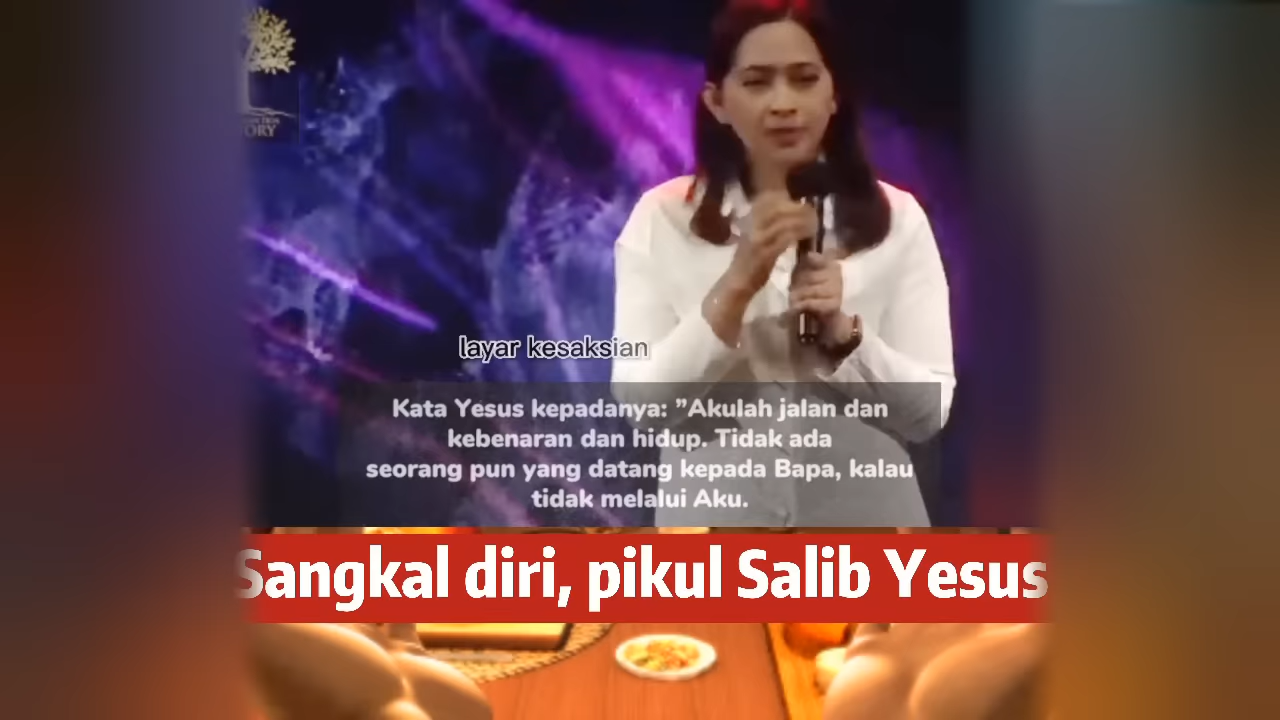 ORY
layar kesaksian
Kata Yesus kepadanya: ”Akulah jalan dan
kebenaran dan hidup. Tidak ada
seorang pun yang datang kepada Bapa, kalau
tidak melalui Aku.
Sangkal diri, pikul Salib Yesus